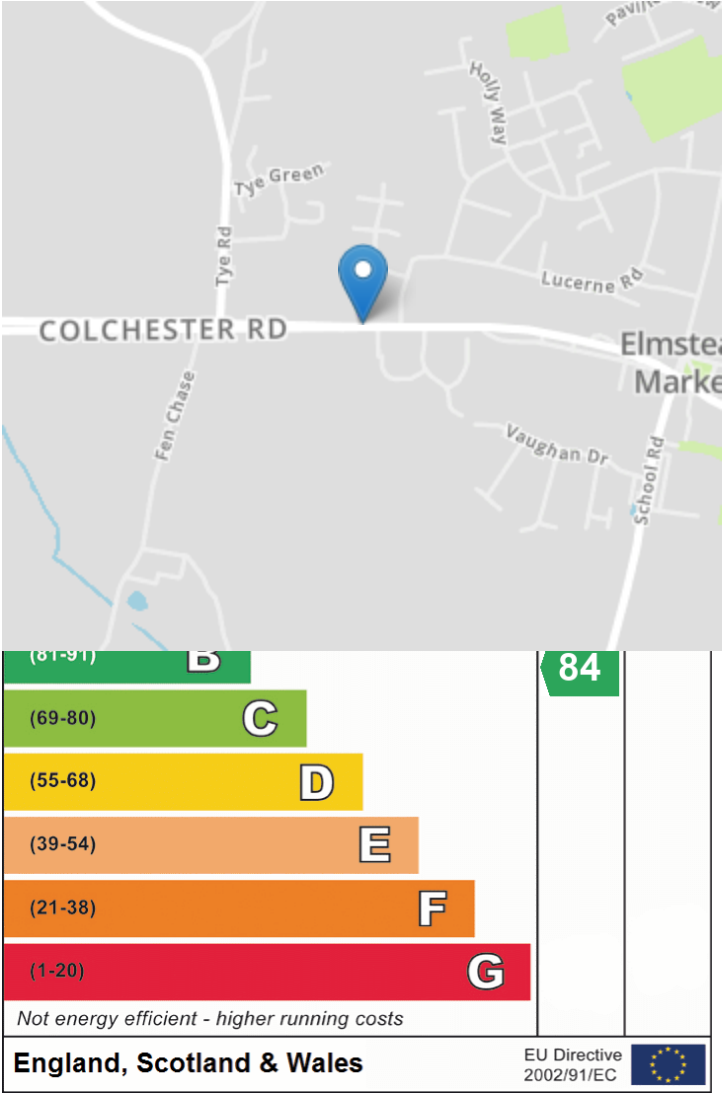 Holly Way
Tye Green
Tye Rd
Lucerne Rd
COLCHESTER RD
Elmstea
Marke
Fen Chase
Vaughan Dr
School Rd
(81-91) B 84
(69-80) C
(55-68) D
(39-54) E
(21-38) F
(1-20) G
Not energy efficient - higher running costs
England, Scotland & Wales
EU Directive
2002/91/EC